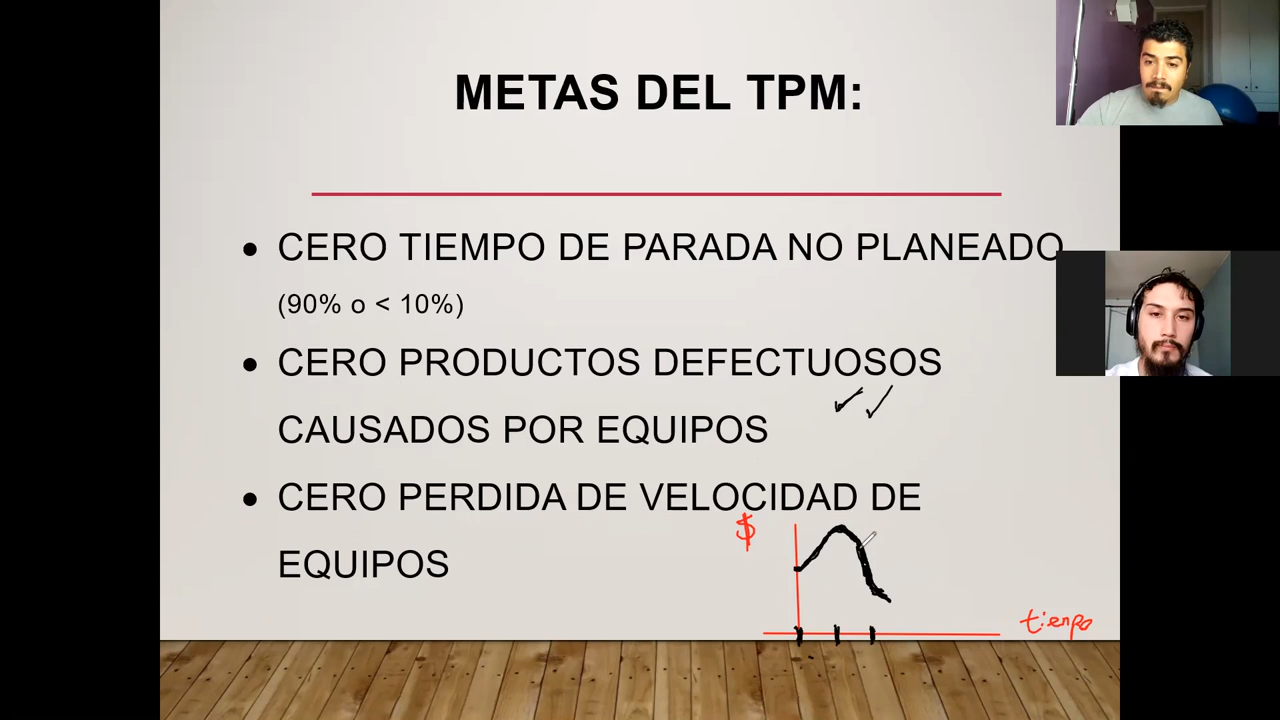 METAS DEL TPM:
• CERO TIEMPO DE PARADA NO PLANEADO
(90% o < 10%)
• CERO PRODUCTOS DEFECTUOSOS
CAUSADOS POR EQUIPOS
• CERO PERDIDA DE VELOCIDAD DE
EQUIPOS
$
tiempo